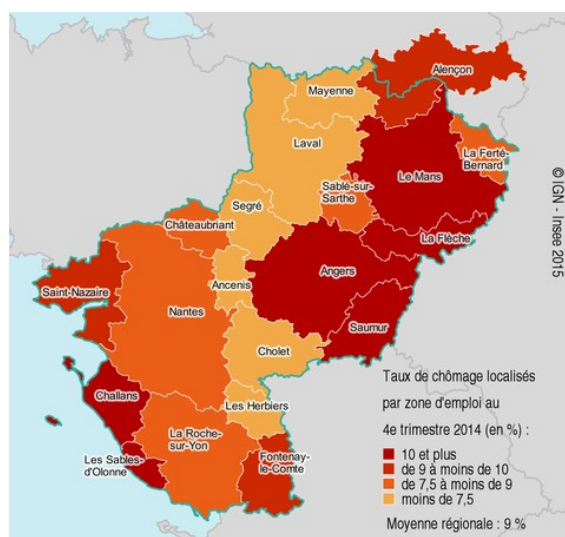 Alençon
Mayenne
Laval
La Ferté-
Bernard
Le Mans
Sablé-sur-
Sarthe
Segré
Châteaubriant
La Flèche
Angers
Ancenis
Saint-Nazaire
Nantes
Saumur
Cholet
Challans
Les Herbiers
La Roche-
sur-Yon
Les Sables-
d'Olonne
Fontenay-
le-Comte
© IGN - Insee 2015
Taux de chômage localisés
par zone d'emploi au
4e trimestre 2014 (en %) :
10 et plus
de 9 à moins de 10
de 7,5 à moins de 9
moins de 7,5
Moyenne régionale : 9 %